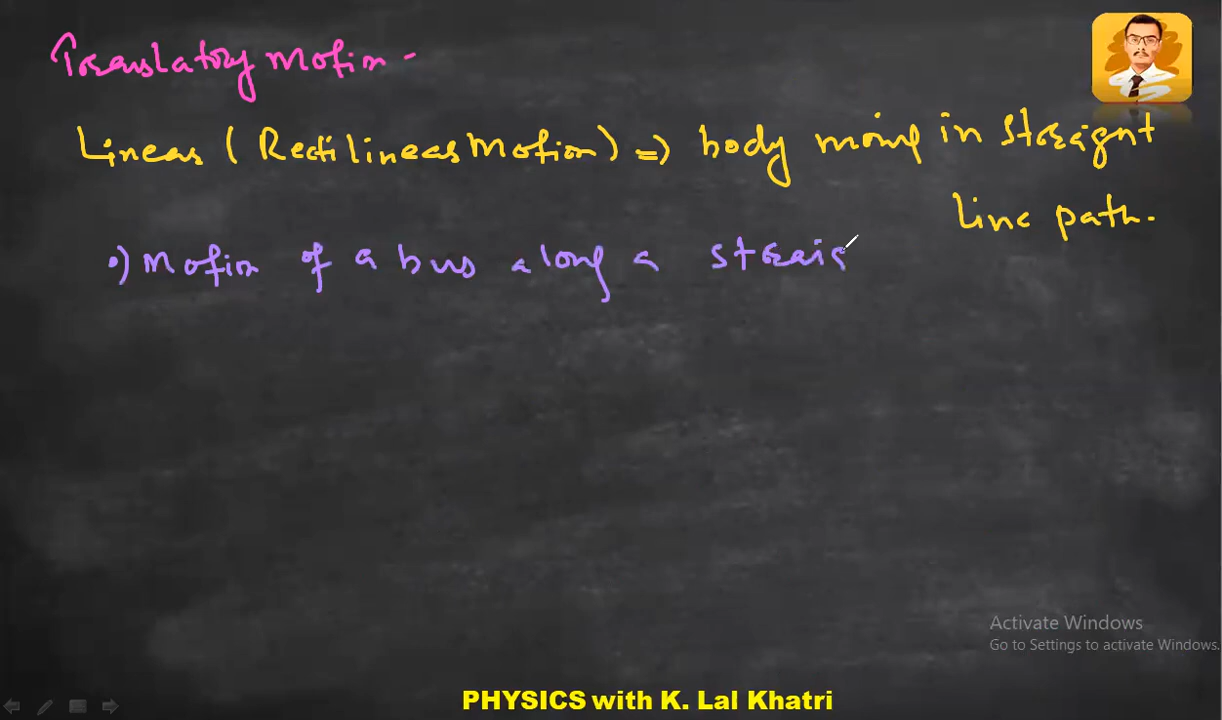 Translatory motion -
Linear (Rectilinear Motion) => body moving in straight
line path.
•) motion of a bus along a straig
Activate Windows
Go to Settings to activate Windows.
PHYSICS with K. Lal Khatri